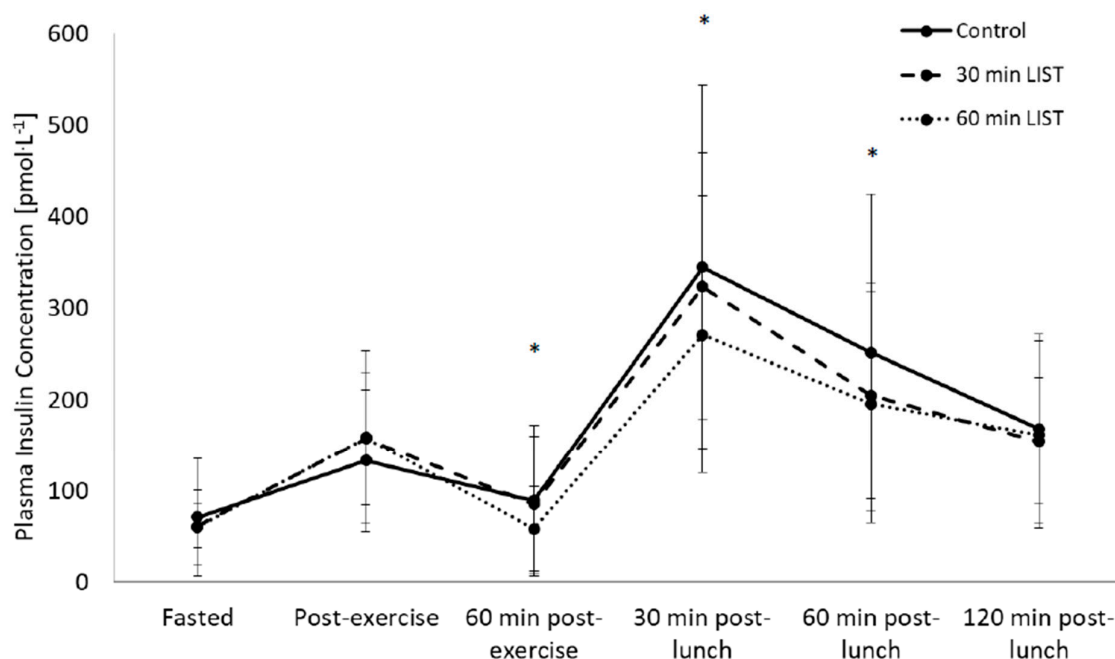 *
600
Control
30 min LIST
60 min LIST
500
*
400
300
*
200
100
0
Plasma Insulin Concentration [pmol·L⁻¹]
Fasted
Post-exercise
60 min post-
exercise
30 min post-
lunch
60 min post-
lunch
120 min post-
lunch